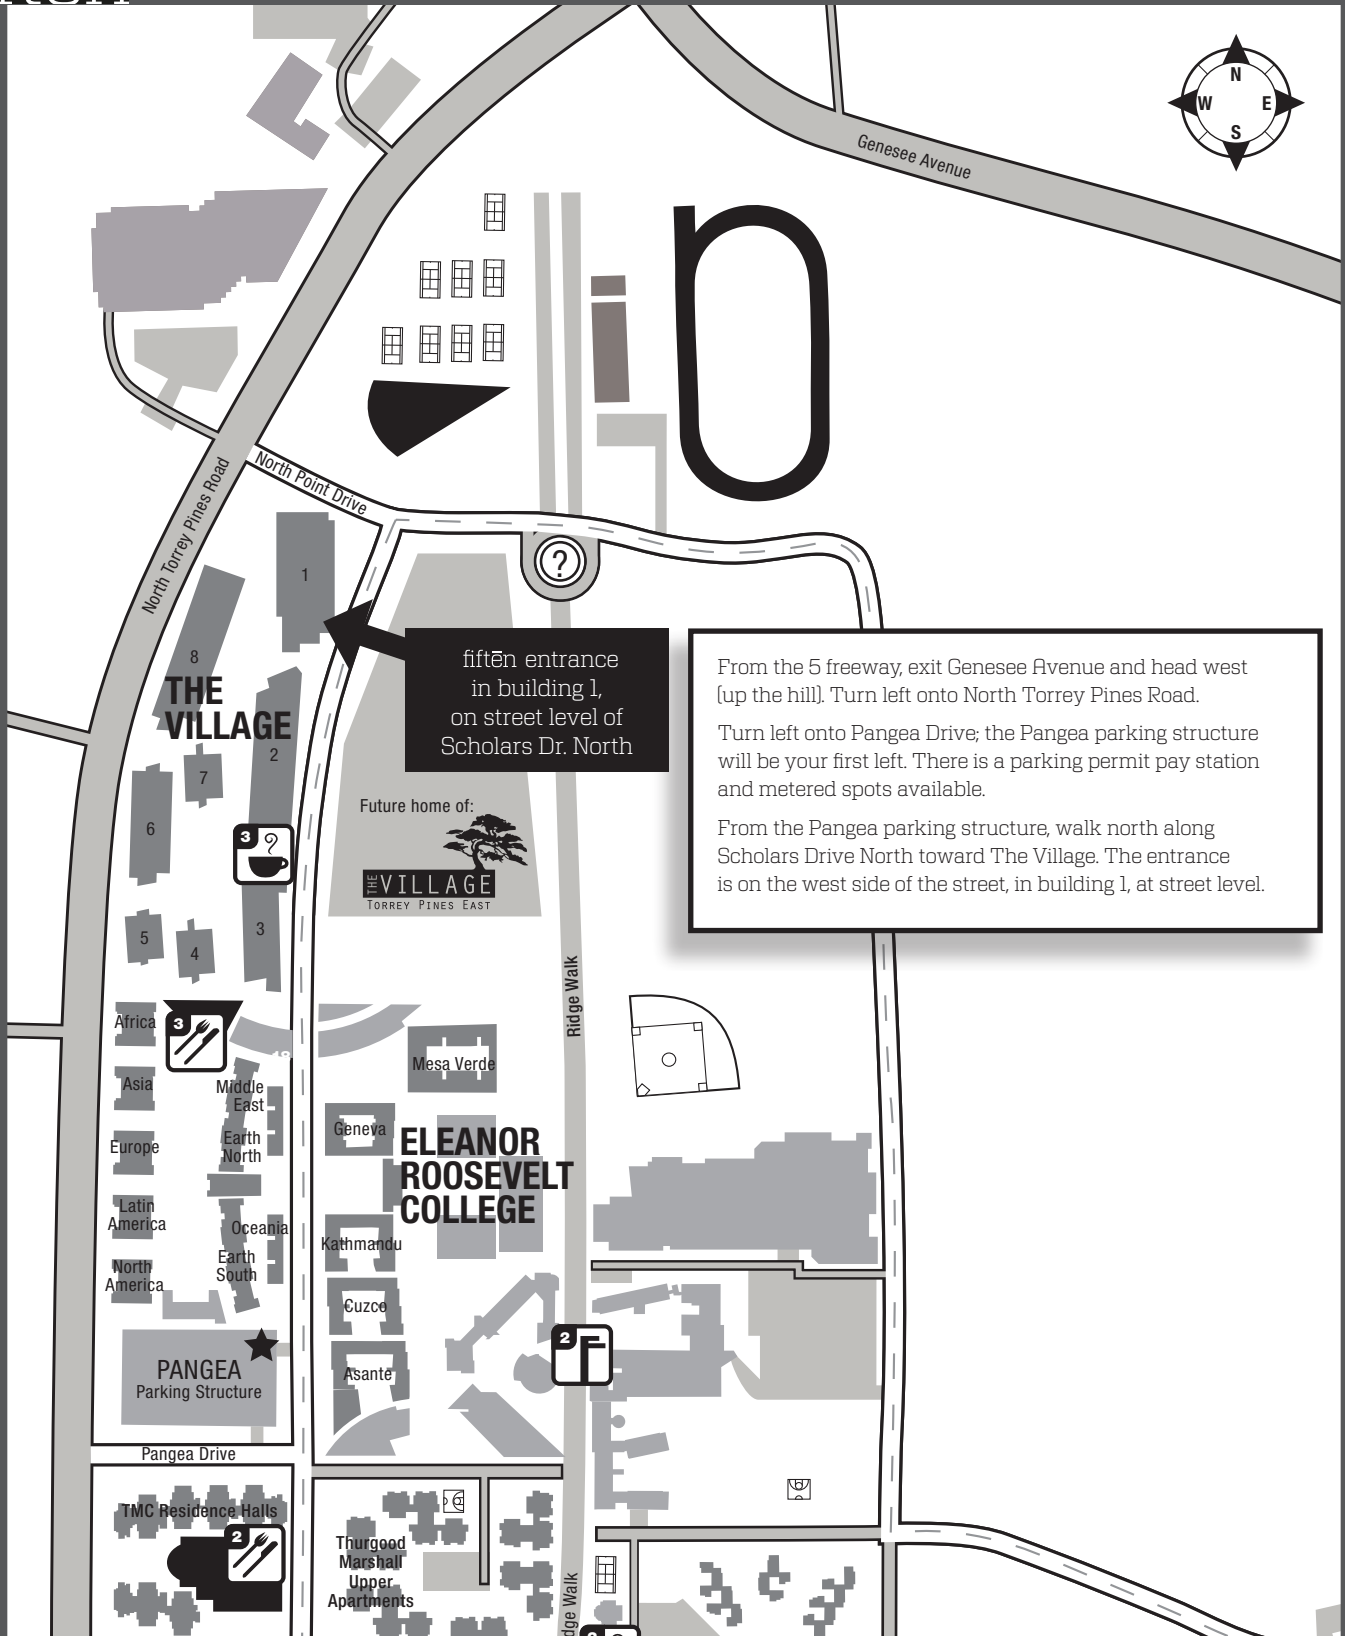 N
W E
S
Genesee Avenue
North Point Drive
North Torrey Pines Road
1
?
8
THE
VILLAGE
2
7
6
3
5
4
3
fiftēn entrance
in building 1,
on street level of
Scholars Dr. North
From the 5 freeway, exit Genesee Avenue and head west
(up the hill). Turn left onto North Torrey Pines Road.
Turn left onto Pangea Drive; the Pangea parking structure
will be your first left. There is a parking permit pay station
and metered spots available.
From the Pangea parking structure, walk north along
Scholars Drive North toward The Village. The entrance
is on the west side of the street, in building 1, at street level.
Future home of:
THE VILLAGE
TORREY PINES EAST
Ridge Walk
Africa
3
Asia
Middle
East
Europe
Earth
North
Latin
America
Oceania
North
America
Earth
South
Mesa Verde
Geneva
ELEANOR
ROOSEVELT
COLLEGE
Kathmandu
Cuzco
Asante
2
PANGEA
Parking Structure
Pangea Drive
TMC Residence Halls
2
Thurgood
Marshall
Upper
Apartments